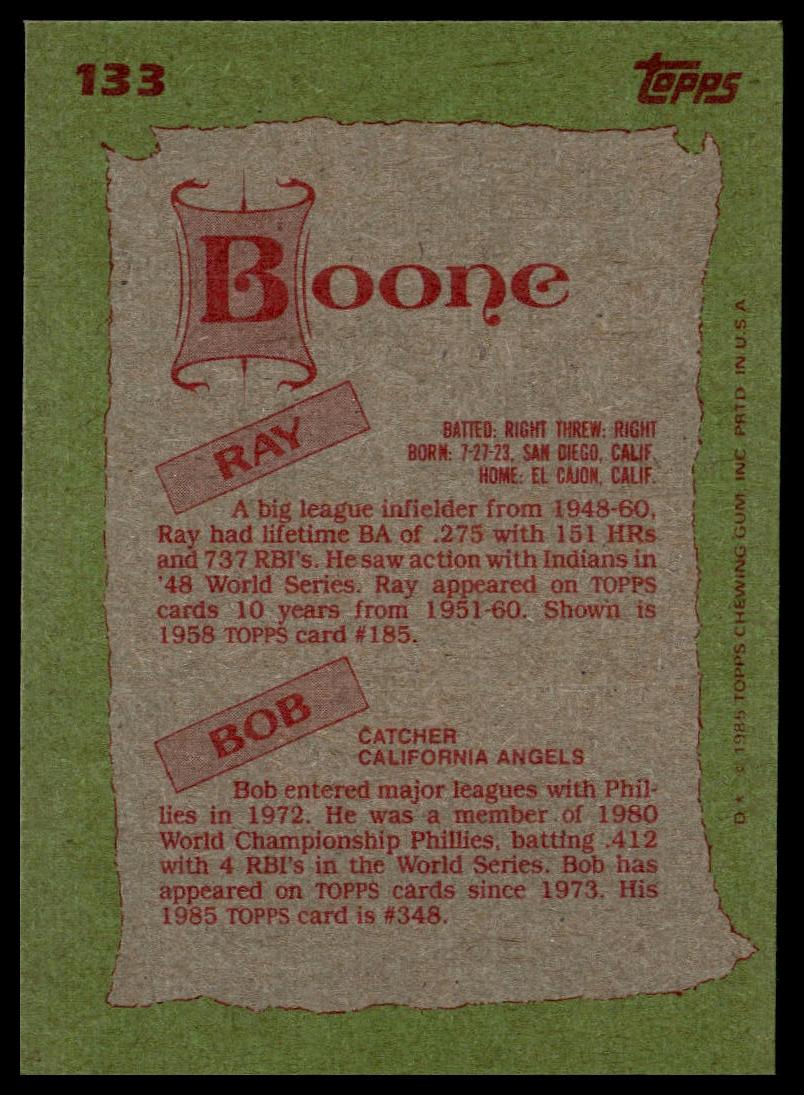 133
TOPPS
Boone
RAY
BATTED: RIGHT THREW: RIGHT
BORN: 7-27-23, SAN DIEGO, CALIF.
HOME: EL CAJON, CALIF.
A big league infielder from 1948-60,
Ray had lifetime BA of .275 with 151 HRs
and 737 RBI's. He saw action with Indians in
'48 World Series. Ray appeared on TOPPS
cards 10 years from 1951-60. Shown is
1958 TOPPS card #185.
BOB
CATCHER
CALIFORNIA ANGELS
Bob entered major leagues with Phil-
lies in 1972. He was a member of 1980
World Championship Phillies, batting .412
with 4 RBI's in the World Series. Bob has
appeared on TOPPS cards since 1973. His
1985 TOPPS card is #348.
D* © 1985 TOPPS CHEWING GUM, INC. PRTD. IN U.S.A.